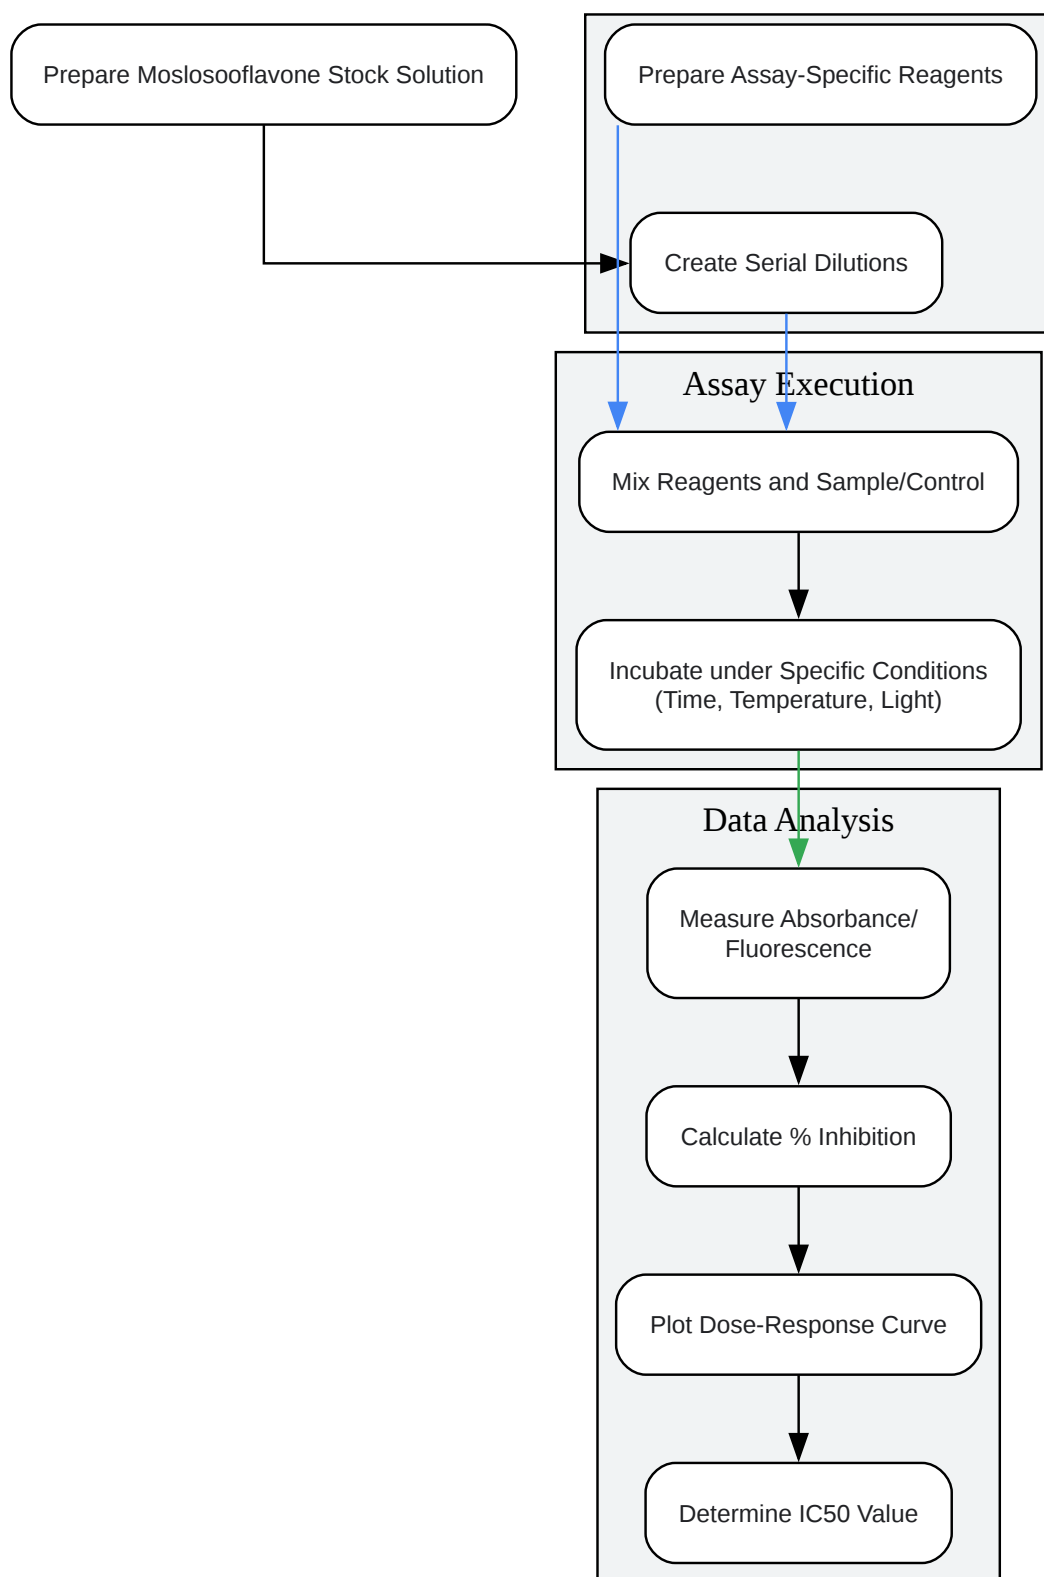 Prepare Moslosooflavone Stock Solution
Prepare Assay-Specific Reagents
Create Serial Dilutions
Assay Execution
Mix Reagents and Sample/Control
Incubate under Specific Conditions
(Time, Temperature, Light)
Data Analysis
Measure Absorbance/
Fluorescence
Calculate % Inhibition
Plot Dose-Response Curve
Determine IC50 Value